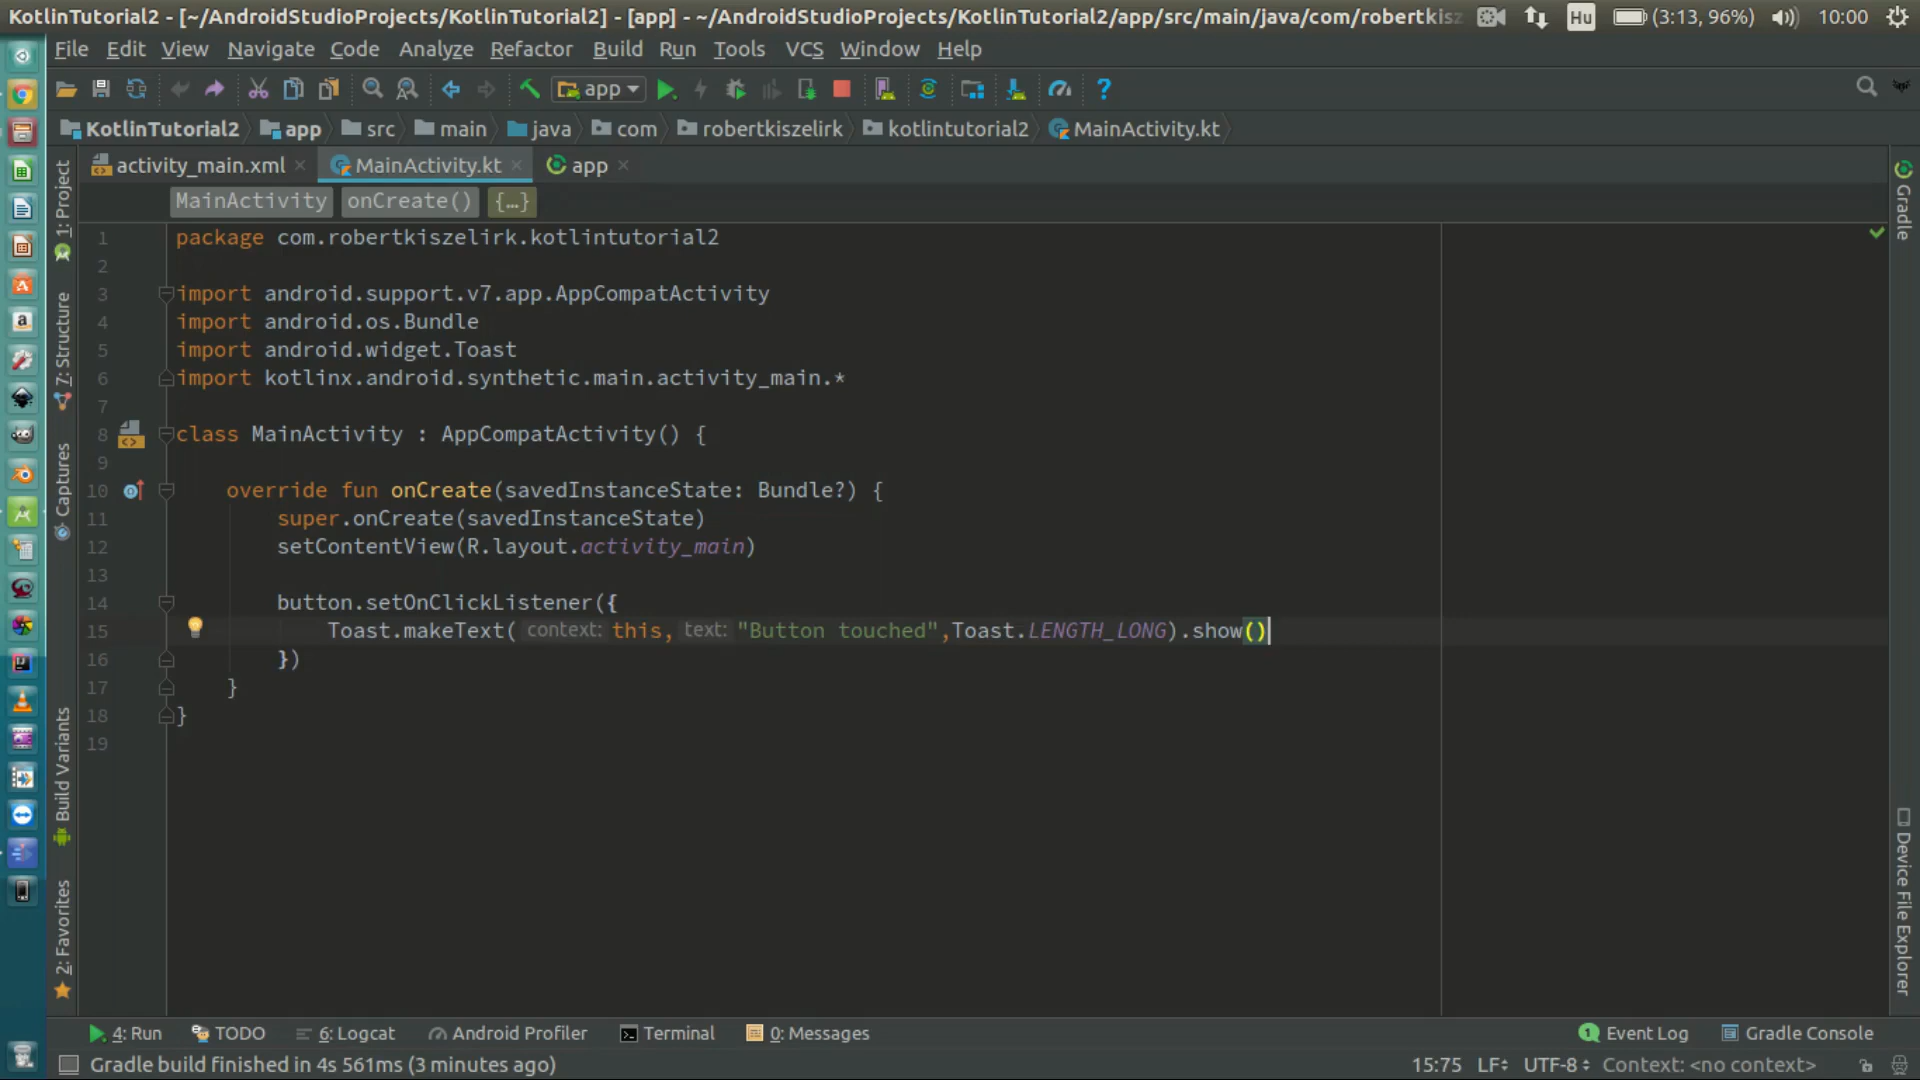 KotlinTutorial2 - [~/AndroidStudioProjects/KotlinTutorial2] - [app] - ~/AndroidStudioProjects/KotlinTutorial2/app/src/main/java/com/robertkisz
Hu (3:13, 96%) 10:00
File Edit View Navigate Code Analyze Refactor Build Run Tools VCS Window Help
app
KotlinTutorial2 app src main java com robertkiszelirk kotlintutorial2 MainActivity.kt
activity_main.xml MainActivity.kt app
MainActivity onCreate() {...}
1 package com.robertkiszelirk.kotlintutorial2
2
3 import android.support.v7.app.AppCompatActivity
4 import android.os.Bundle
5 import android.widget.Toast
6 import kotlinx.android.synthetic.main.activity_main.*
7
8 class MainActivity : AppCompatActivity() {
9
10 override fun onCreate(savedInstanceState: Bundle?) {
11 super.onCreate(savedInstanceState)
12 setContentView(R.layout.activity_main)
13
14 button.setOnClickListener({
15 Toast.makeText( context: this, text: "Button touched",Toast.LENGTH_LONG).show()
16 })
17 }
18 }
19
1: Project
7: Structure
Captures
Build Variants
2: Favorites
Gradle
Device File Explorer
4: Run TODO 6: Logcat Android Profiler Terminal 0: Messages 1 Event Log Gradle Console
Gradle build finished in 4s 561ms (3 minutes ago) 15:75 LF UTF-8 Context: <no context>